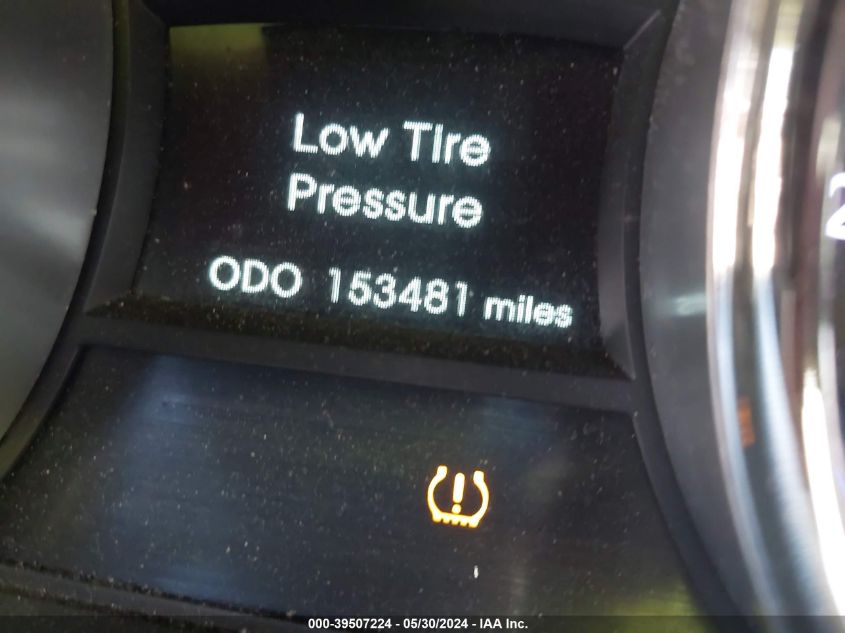 Low Tire
Pressure
ODO 153481 miles
000-39507224 - 05/30/2024 - IAA Inc.